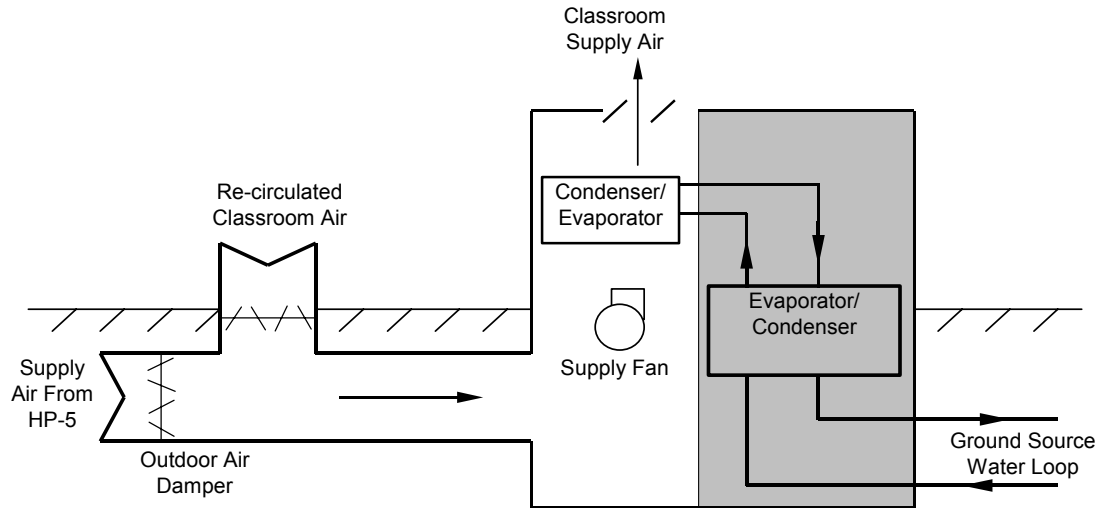 Classroom
Supply Air
Re-circulated
Classroom Air
Condenser/
Evaporator
Evaporator/
Condenser
Supply Fan
Supply
Air From
HP-5
Outdoor Air
Damper
Ground Source
Water Loop